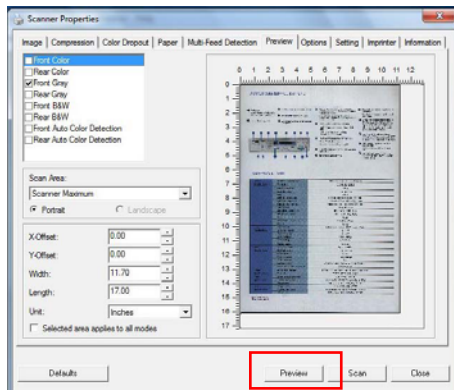 Scanner Properties
Image Compression Color Dropout Paper Multi-Feed Detection Preview Options Setting Imprinter Information
Front Color
Rear Color
Front Gray
Rear Gray
Front B&W
Rear B&W
Front Auto Color Detection
Rear Auto Color Detection
0 1 2 3 4 5 6 7 8 9 10 11 12
0
1
2
3
4
5
6
7
8
9
10
11
12
13
14
15
16
17
Scan Area:
Scanner Maximum
Portrait Landscape
X-Offset: 0.00
Y-Offset: 0.00
Width: 11.70
Length: 17.00
Unit: Inches
Selected area applies to all modes
Defaults Preview Scan Close